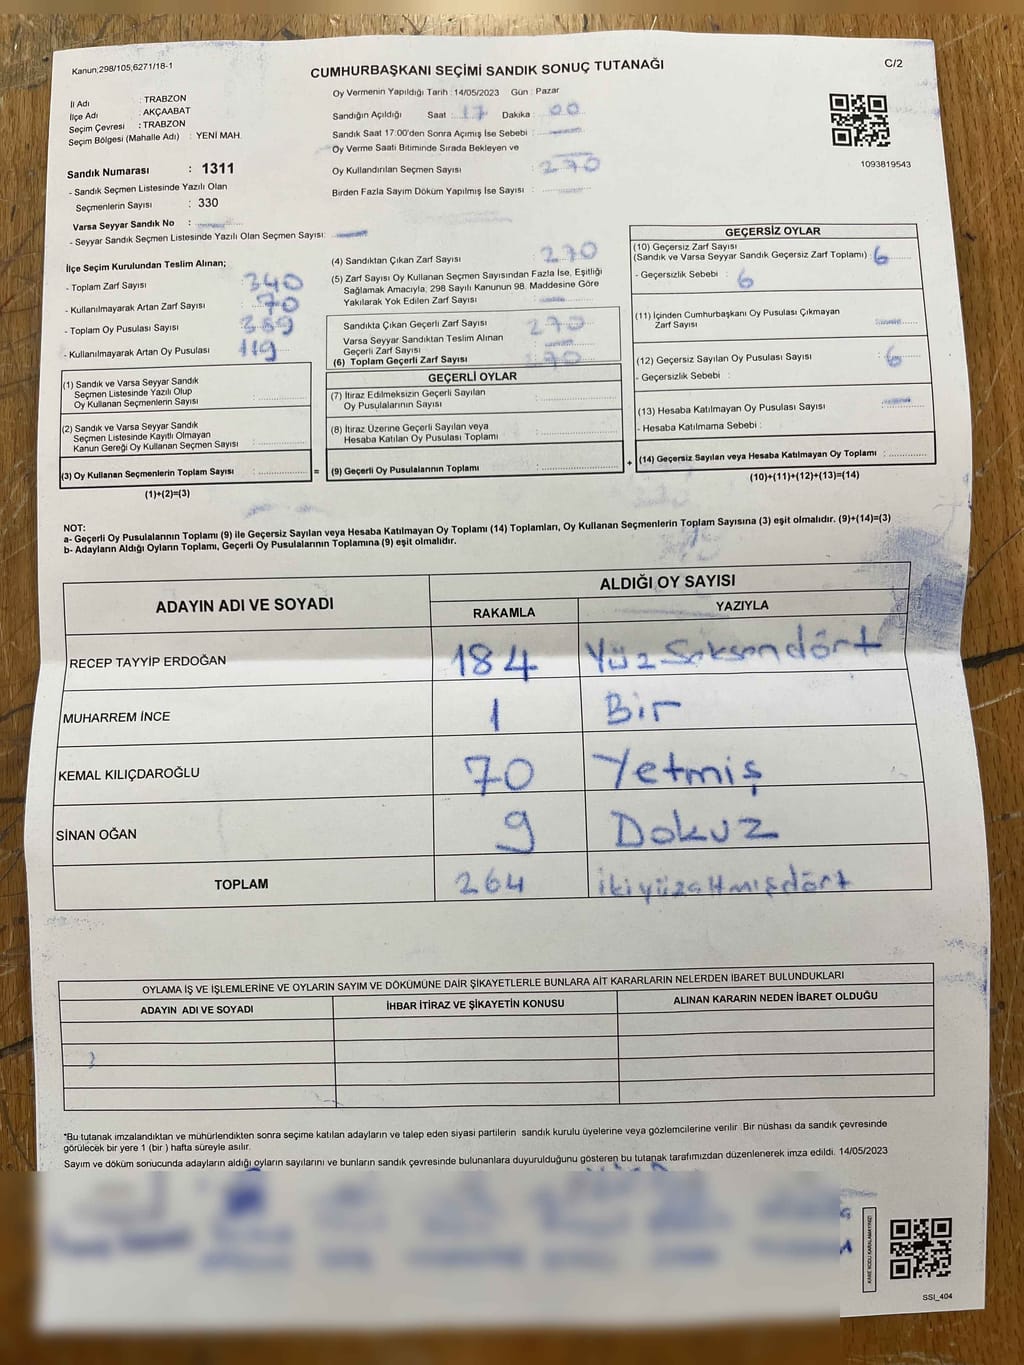 Kanun;298/105,6271/18-1
CUMHURBAŞKANI SEÇİMİ SANDIK SONUÇ TUTANAĞI
C/2
İl Adı : TRABZON
İlçe Adı : AKÇAABAT
Seçim Çevresi : TRABZON
Seçim Bölgesi (Mahalle Adı) : YENİ MAH.
Sandık Numarası : 1311
- Sandık Seçmen Listesinde Yazılı Olan
Seçmenlerin Sayısı : 330
Varsa Seyyar Sandık No :
- Seyyar Sandık Seçmen Listesinde Yazılı Olan Seçmen Sayısı:
Oy Vermenin Yapıldığı Tarih : 14/05/2023 Gün : Pazar
Sandığın Açıldığı Saat : 17 Dakika : 00
Sandık Saat 17:00'den Sonra Açımış İse Sebebi :
Oy Verme Saati Bitiminde Sırada Bekleyen ve
Oy Kullandırılan Seçmen Sayısı : 270
Birden Fazla Sayım Döküm Yapılmış İse Sayısı :
1093819543
İlçe Seçim Kurulundan Teslim Alınan;
- Toplam Zarf Sayısı 340
- Kullanılmayarak Artan Zarf Sayısı : 70
- Toplam Oy Pusulası Sayısı : 389
- Kullanılmayarak Artan Oy Pusulası 119
(1) Sandık ve Varsa Seyyar Sandık
Seçmen Listesinde Yazılı Olup
Oy Kullanan Seçmenlerin Sayısı :
(2) Sandık ve Varsa Seyyar Sandık
Seçmen Listesinde Kayıtlı Olmayan
Kanun Gereği Oy Kullanan Seçmen Sayısı :
(3) Oy Kullanan Seçmenlerin Toplam Sayısı :
(1)+(2)=(3)
(4) Sandıktan Çıkan Zarf Sayısı : 270
(5) Zarf Sayısı Oy Kullanan Seçmen Sayısından Fazla İse, Eşitliği
Sağlamak Amacıyla; 298 Sayılı Kanunun 98. Maddesine Göre
Yakılarak Yok Edilen Zarf Sayısı :
Sandıkta Çıkan Geçerli Zarf Sayısı : 270
Varsa Seyyar Sandıktan Teslim Alınan
Geçerli Zarf Sayısı :
(6) Toplam Geçerli Zarf Sayısı : 270
GEÇERLİ OYLAR
(7) İtiraz Edilmeksizin Geçerli Sayılan
Oy Pusulalarının Sayısı :
(8) İtiraz Üzerine Geçerli Sayılan veya
Hesaba Katılan Oy Pusulası Toplamı :
= (9) Geçerli Oy Pusulalarının Toplamı :
GEÇERSİZ OYLAR
(10) Geçersiz Zarf Sayısı
(Sandık ve Varsa Seyyar Sandık Geçersiz Zarf Toplamı) : 6
- Geçersizlik Sebebi : 6
(11) İçinden Cumhurbaşkanı Oy Pusulası Çıkmayan
Zarf Sayısı :
(12) Geçersiz Sayılan Oy Pusulası Sayısı : 6
- Geçersizlik Sebebi :
(13) Hesaba Katılmayan Oy Pusulası Sayısı :
- Hesaba Katılmama Sebebi :
+ (14) Geçersiz Sayılan veya Hesaba Katılmayan Oy Toplamı :
(10)+(11)+(12)+(13)=(14)
NOT:
a- Geçerli Oy Pusulalarının Toplamı (9) ile Geçersiz Sayılan veya Hesaba Katılmayan Oy Toplamı (14) Toplamları, Oy Kullanan Seçmenlerin Toplam Sayısına (3) eşit olmalıdır. (9)+(14)=(3)
b- Adayların Aldığı Oyların Toplamı, Geçerli Oy Pusulalarının Toplamına (9) eşit olmalıdır.
ADAYIN ADI VE SOYADI
ALDIĞI OY SAYISI
RAKAMLA YAZIYLA
RECEP TAYYİP ERDOĞAN 184 Yüz Seksendört
MUHARREM İNCE 1 Bir
KEMAL KILIÇDAROĞLU 70 Yetmiş
SİNAN OĞAN 9 Dokuz
TOPLAM 264 ikiyüzaltmışdört
OYLAMA İŞ VE İŞLEMLERİNE VE OYLARIN SAYIM VE DÖKÜMÜNE DAİR ŞİKAYETLERLE BUNLARA AİT KARARLARIN NELERDEN İBARET BULUNDUKLARI
ADAYIN ADI VE SOYADI İHBAR İTİRAZ VE ŞİKAYETİN KONUSU ALINAN KARARIN NEDEN İBARET OLDUĞU
*Bu tutanak imzalandıktan ve mühürlendikten sonra seçime katılan adayların ve talep eden siyasi partilerin sandık kurulu üyelerine veya gözlemcilerine verilir. Bir nüshası da sandık çevresinde
görülecek bir yere 1 (bir ) hafta süreyle asılır.
Sayım ve döküm sonucunda adayların aldığı oyların sayılarını ve bunların sandık çevresinde bulunanlara duyurulduğunu gösteren bu tutanak tarafımızdan düzenlenerek imza edildi. 14/05/2023
KARE KODU KARALAMAYINIZ!
SSI_404